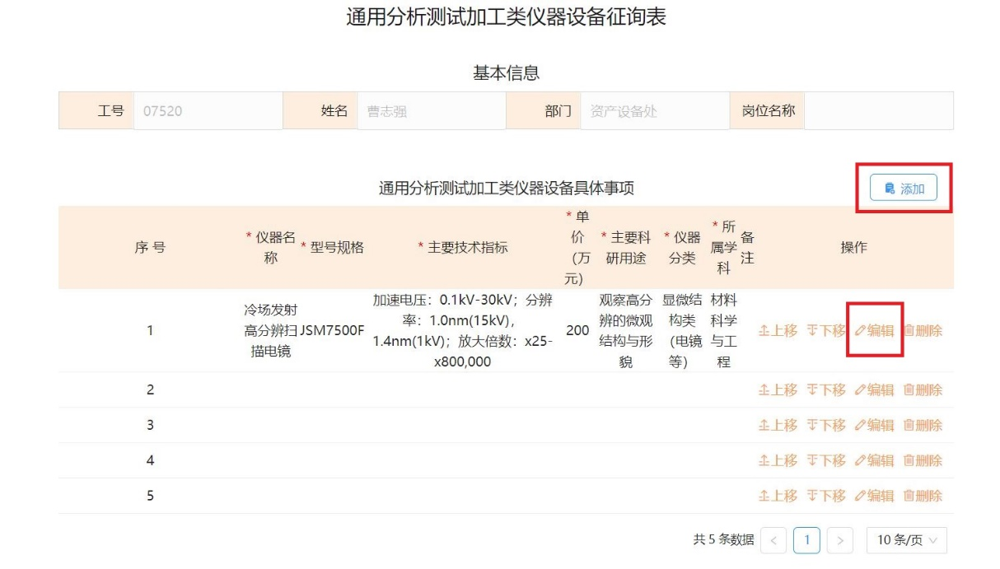 通用分析测试加工类仪器设备征询表
基本信息
工号 07520 姓名 曹志强 部门 资产设备处 岗位名称
通用分析测试加工类仪器设备具体事项
添加
序号 * 仪器名称 * 型号规格 * 主要技术指标 * 单价(万元) * 主要科研用途 * 仪器分类 * 所属学科 备注 操作
1 冷场发射高分辨扫描电镜 JSM7500F 加速电压：0.1kV-30kV；分辨率：1.0nm(15kV)，1.4nm(1kV)；放大倍数：x25-x800,000 200 观察高分辨的微观结构与形貌 显微结构类(电镜等) 材料科学与工程 上移 下移 编辑 删除
2 上移 下移 编辑 删除
3 上移 下移 编辑 删除
4 上移 下移 编辑 删除
5 上移 下移 编辑 删除
共 5 条数据 < 1 > 10 条/页